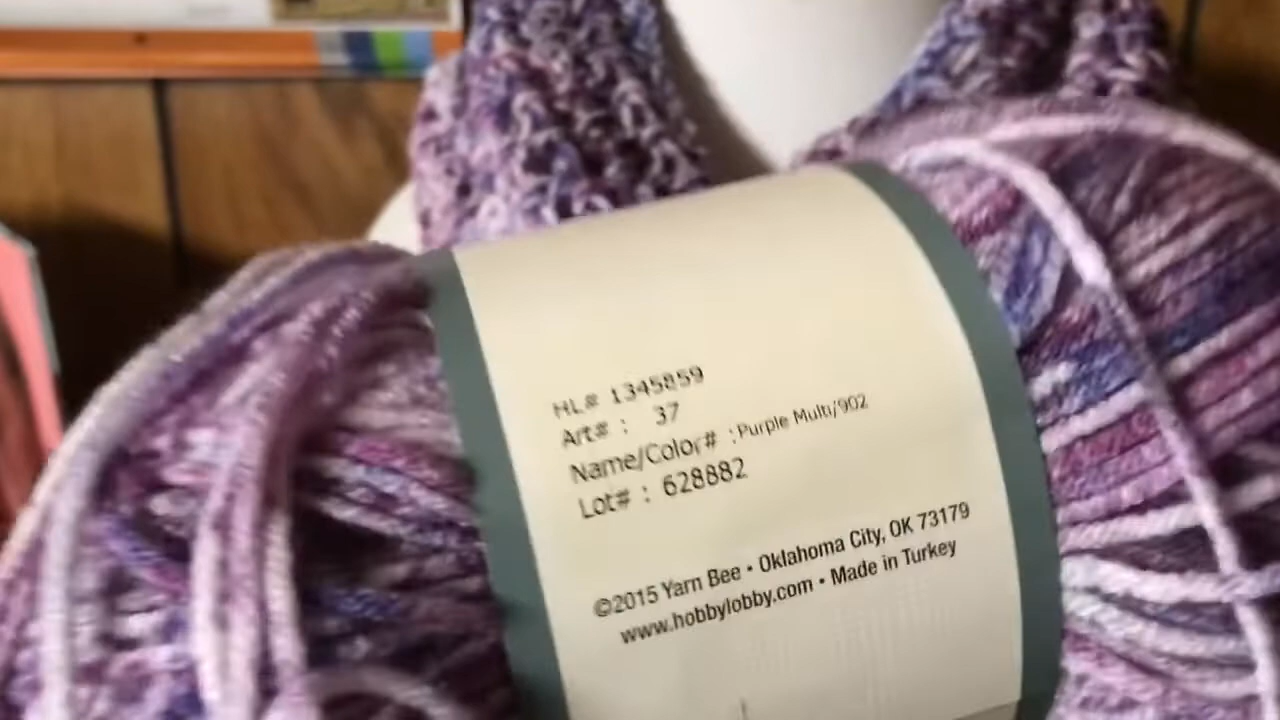 HL# 1345859
Art# : 37
Name/Color# :Purple Multi/902
Lot# : 628882
©2015 Yarn Bee • Oklahoma City, OK 73179
www.hobbylobby.com • Made in Turkey